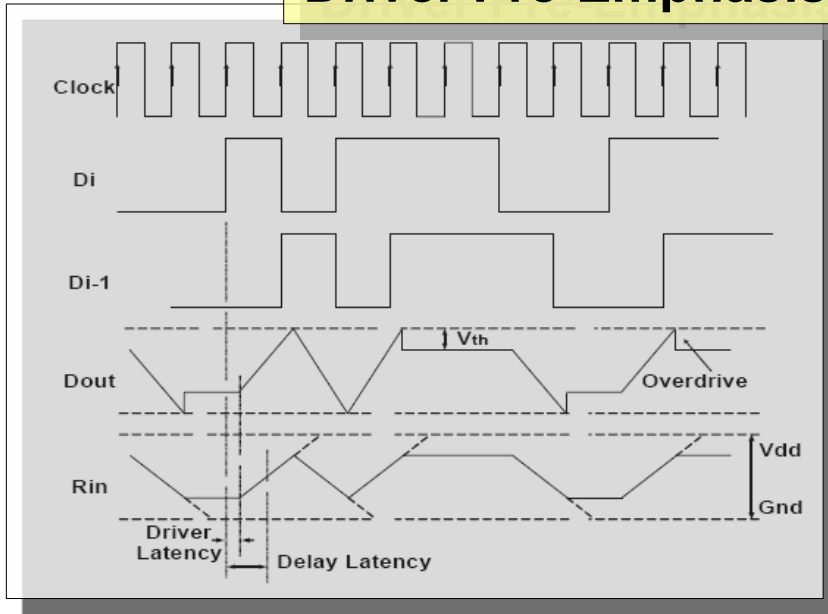 Driver Pre-Emphasis
Clock
Di
Di-1
Vth
Dout
Overdrive
Vdd
Rin
Gnd
Driver
Latency
Delay Latency